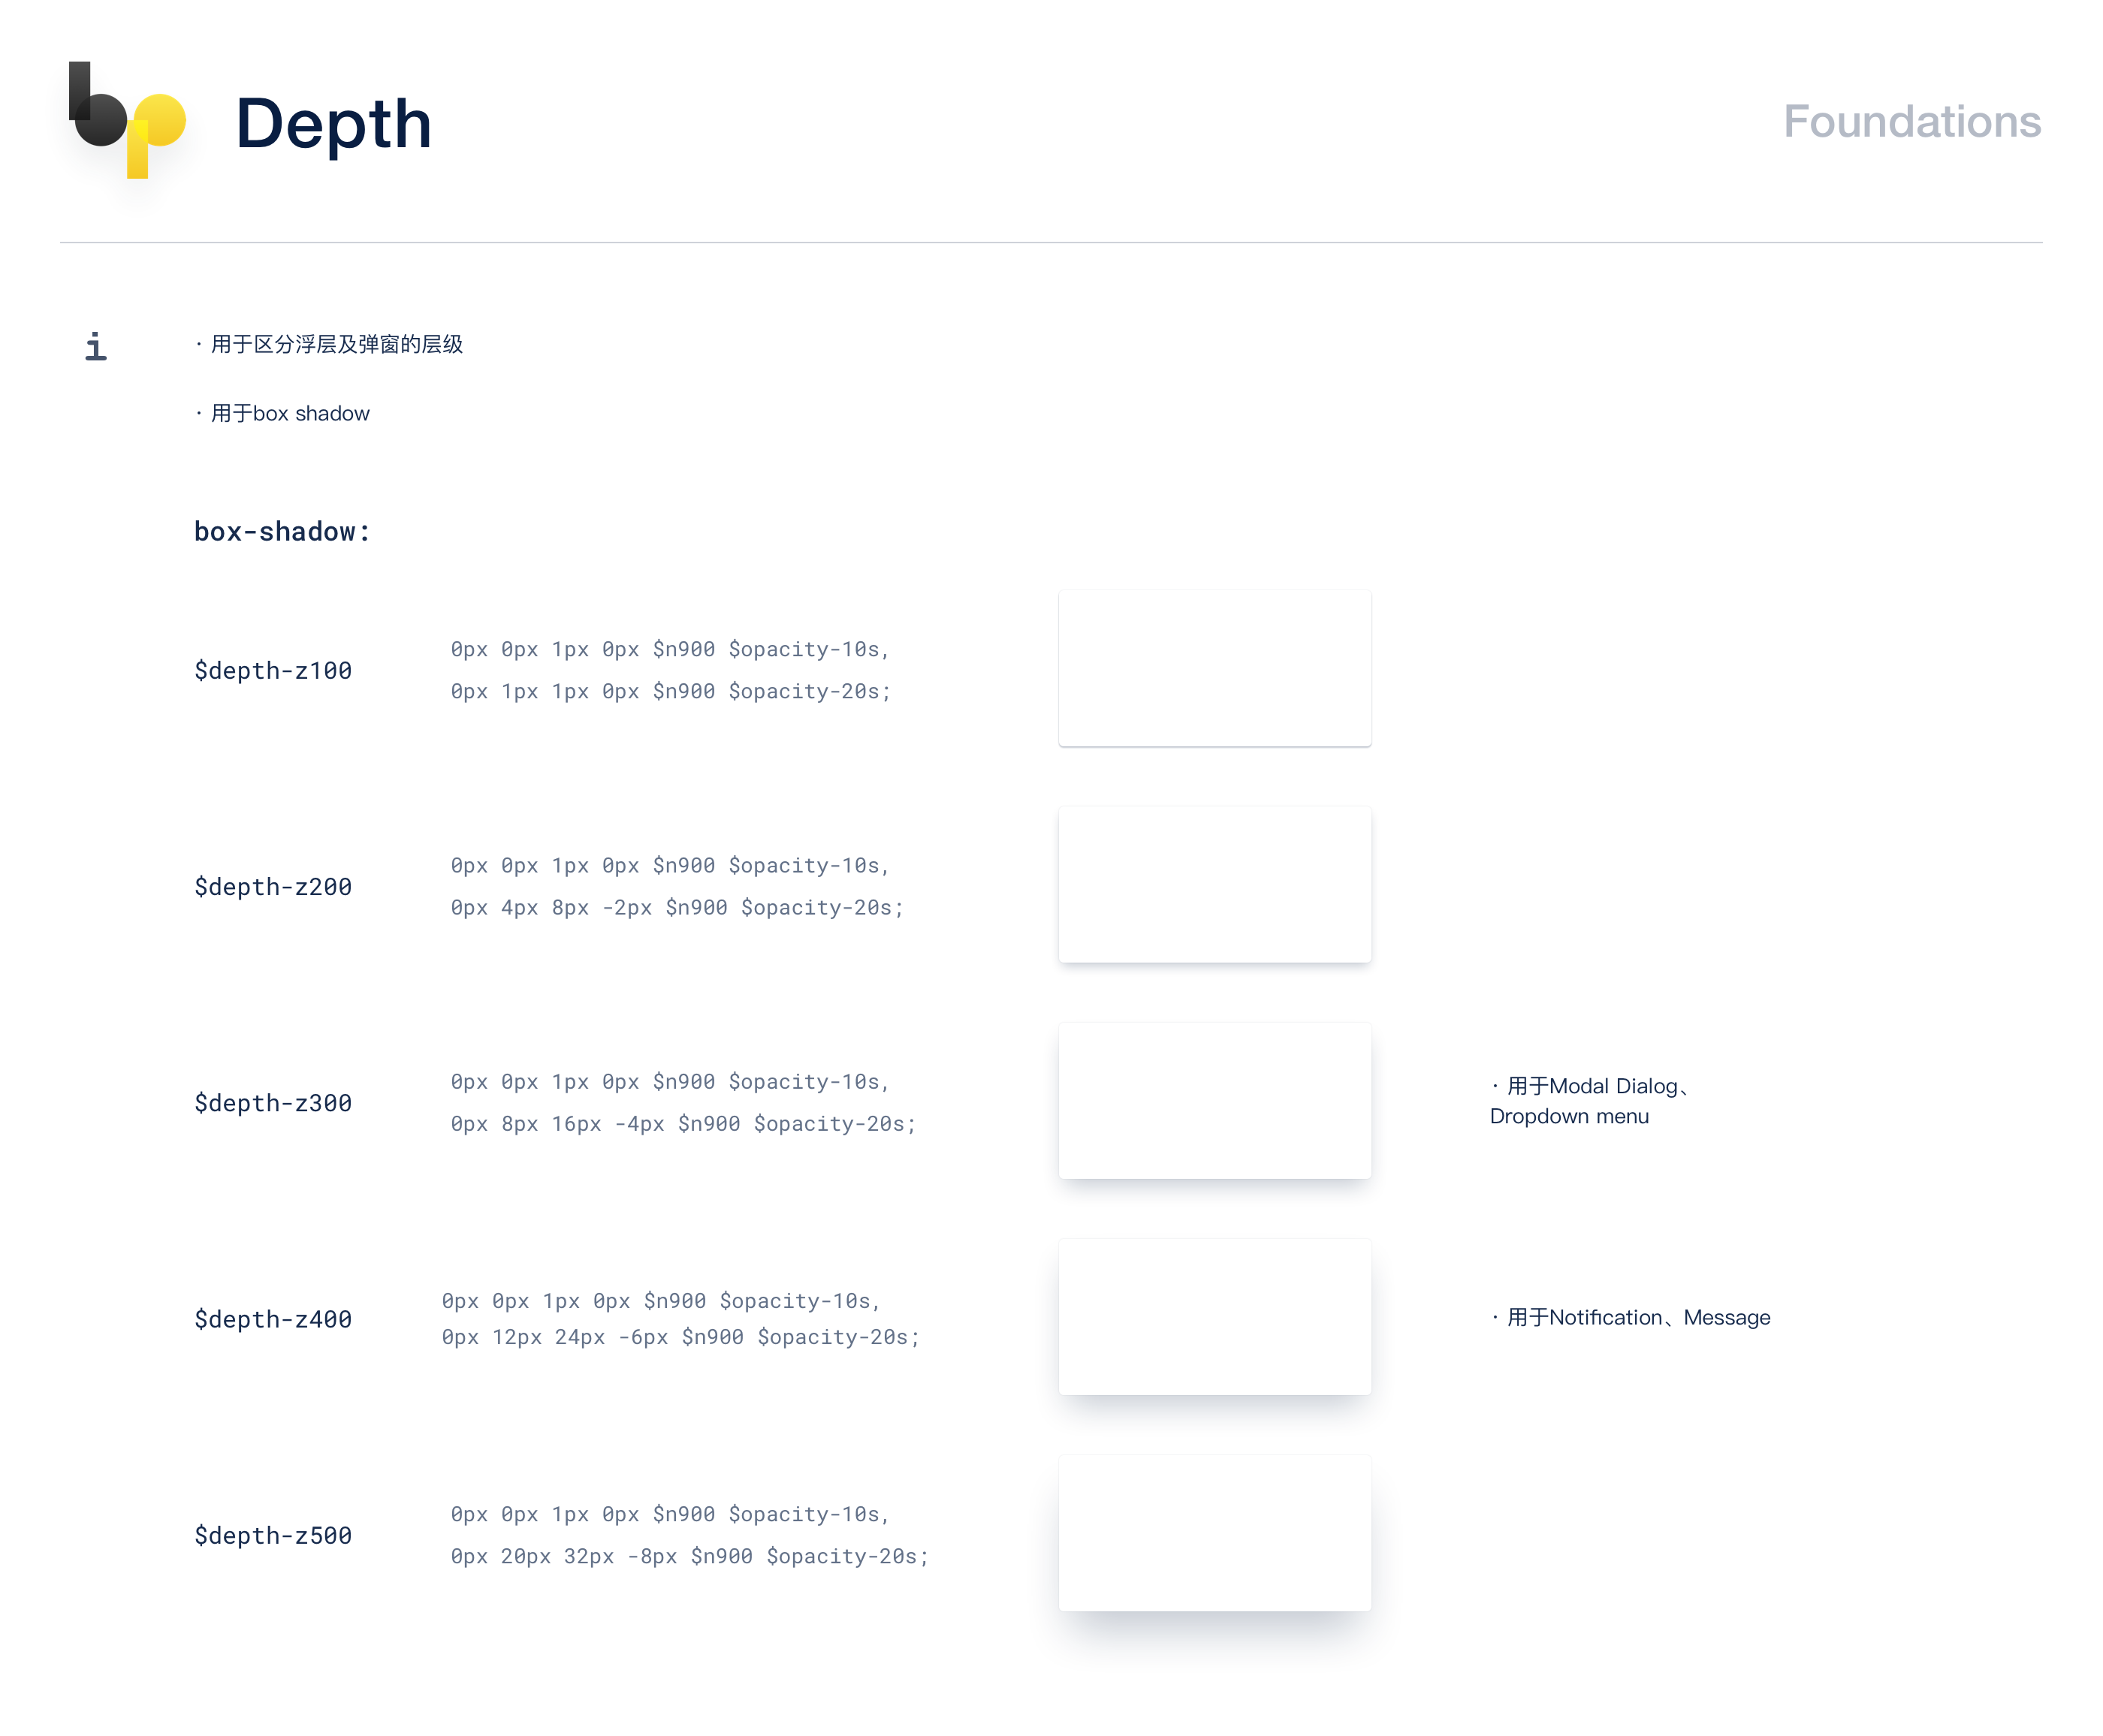 bp
Depth
Foundations
i
· 用于区分浮层及弹窗的层级
· 用于box shadow
box-shadow:
$depth-z100
0px 0px 1px 0px $n900 $opacity-10s,
0px 1px 1px 0px $n900 $opacity-20s;
$depth-z200
0px 0px 1px 0px $n900 $opacity-10s,
0px 4px 8px -2px $n900 $opacity-20s;
$depth-z300
0px 0px 1px 0px $n900 $opacity-10s,
0px 8px 16px -4px $n900 $opacity-20s;
· 用于Modal Dialog、
Dropdown menu
$depth-z400
0px 0px 1px 0px $n900 $opacity-10s,
0px 12px 24px -6px $n900 $opacity-20s;
· 用于Notification、Message
$depth-z500
0px 0px 1px 0px $n900 $opacity-10s,
0px 20px 32px -8px $n900 $opacity-20s;